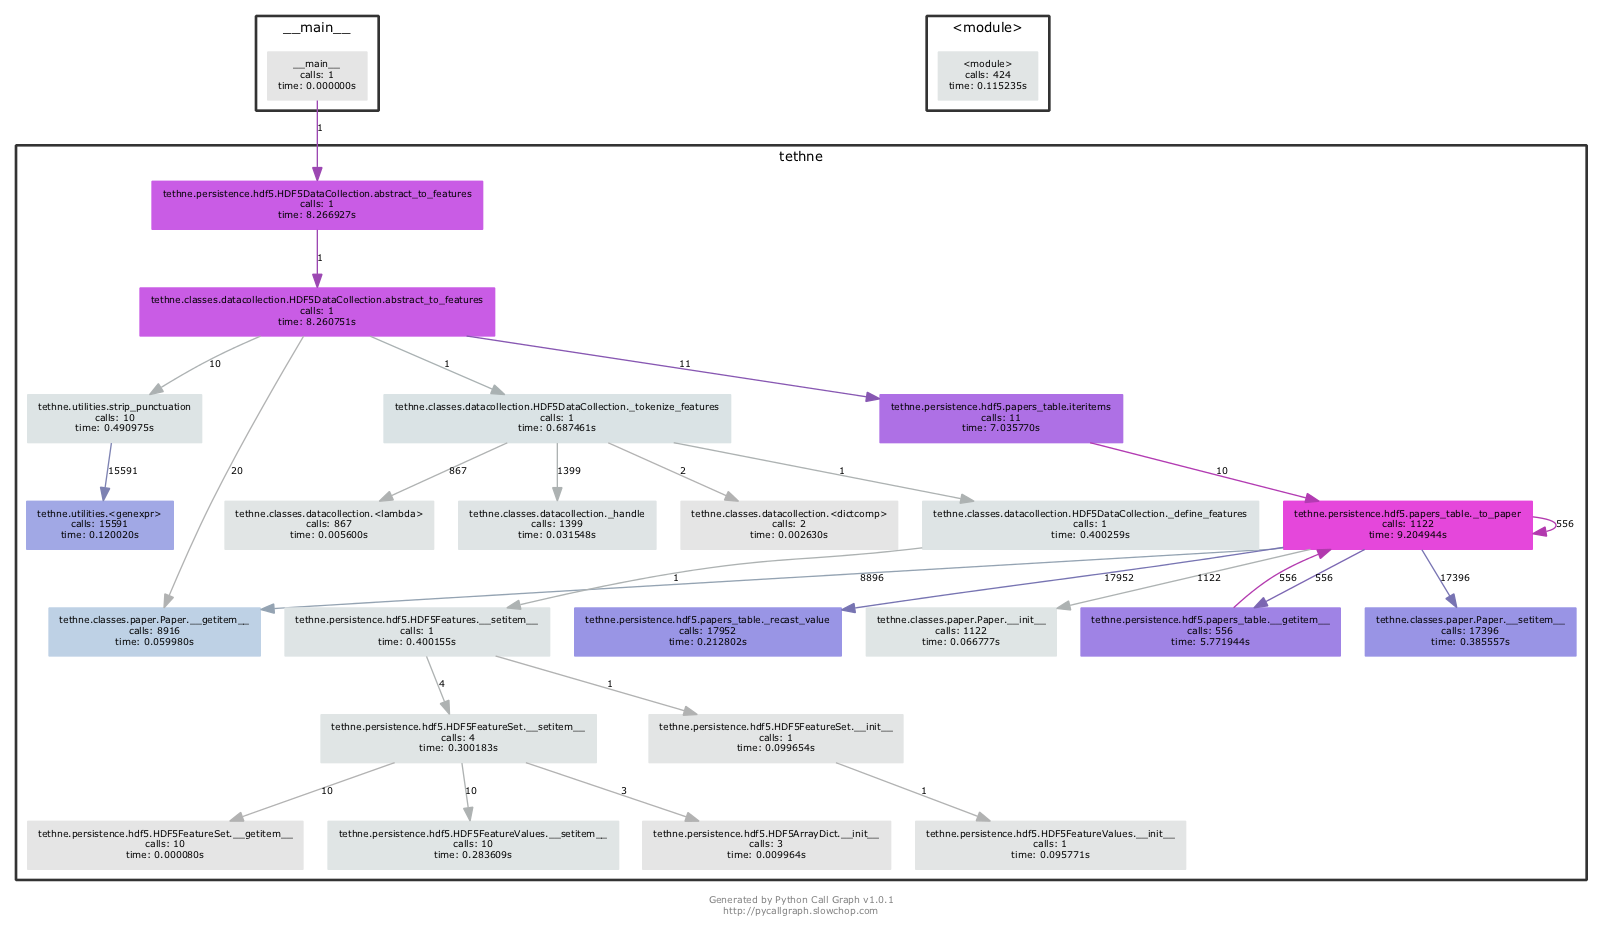 __main__
<module>
__main__
calls: 1
time: 0.000000s
<module>
calls: 424
time: 0.115235s
1
tethne
tethne.persistence.hdf5.HDF5DataCollection.abstract_to_features
calls: 1
time: 8.266927s
1
tethne.classes.datacollection.HDF5DataCollection.abstract_to_features
calls: 1
time: 8.260751s
10
1
11
tethne.utilities.strip_punctuation
calls: 10
time: 0.490975s
tethne.classes.datacollection.HDF5DataCollection._tokenize_features
calls: 1
time: 0.687461s
tethne.persistence.hdf5.papers_table.iteritems
calls: 11
time: 7.035770s
15591
20
867
1399
2
1
10
tethne.utilities.<genexpr>
calls: 15591
time: 0.120020s
tethne.classes.datacollection.<lambda>
calls: 867
time: 0.005600s
tethne.classes.datacollection._handle
calls: 1399
time: 0.031548s
tethne.classes.datacollection.<dictcomp>
calls: 2
time: 0.002630s
tethne.classes.datacollection.HDF5DataCollection._define_features
calls: 1
time: 0.400259s
tethne.persistence.hdf5.papers_table._to_paper
calls: 1122
time: 9.204944s
556
1
8896
17952
1122
556
556
17396
tethne.classes.paper.Paper.__getitem__
calls: 8916
time: 0.059980s
tethne.persistence.hdf5.HDF5Features.__setitem__
calls: 1
time: 0.400155s
tethne.persistence.hdf5.papers_table._recast_value
calls: 17952
time: 0.212802s
tethne.classes.paper.Paper.__init__
calls: 1122
time: 0.066777s
tethne.persistence.hdf5.papers_table.__getitem__
calls: 556
time: 5.771944s
tethne.classes.paper.Paper.__setitem__
calls: 17396
time: 0.385557s
4
1
tethne.persistence.hdf5.HDF5FeatureSet.__setitem__
calls: 4
time: 0.300183s
tethne.persistence.hdf5.HDF5FeatureSet.__init__
calls: 1
time: 0.099654s
10
10
3
1
tethne.persistence.hdf5.HDF5FeatureSet.__getitem__
calls: 10
time: 0.000080s
tethne.persistence.hdf5.HDF5FeatureValues.__setitem__
calls: 10
time: 0.283609s
tethne.persistence.hdf5.HDF5ArrayDict.__init__
calls: 3
time: 0.009964s
tethne.persistence.hdf5.HDF5FeatureValues.__init__
calls: 1
time: 0.095771s
Generated by Python Call Graph v1.0.1
http://pycallgraph.slowchop.com